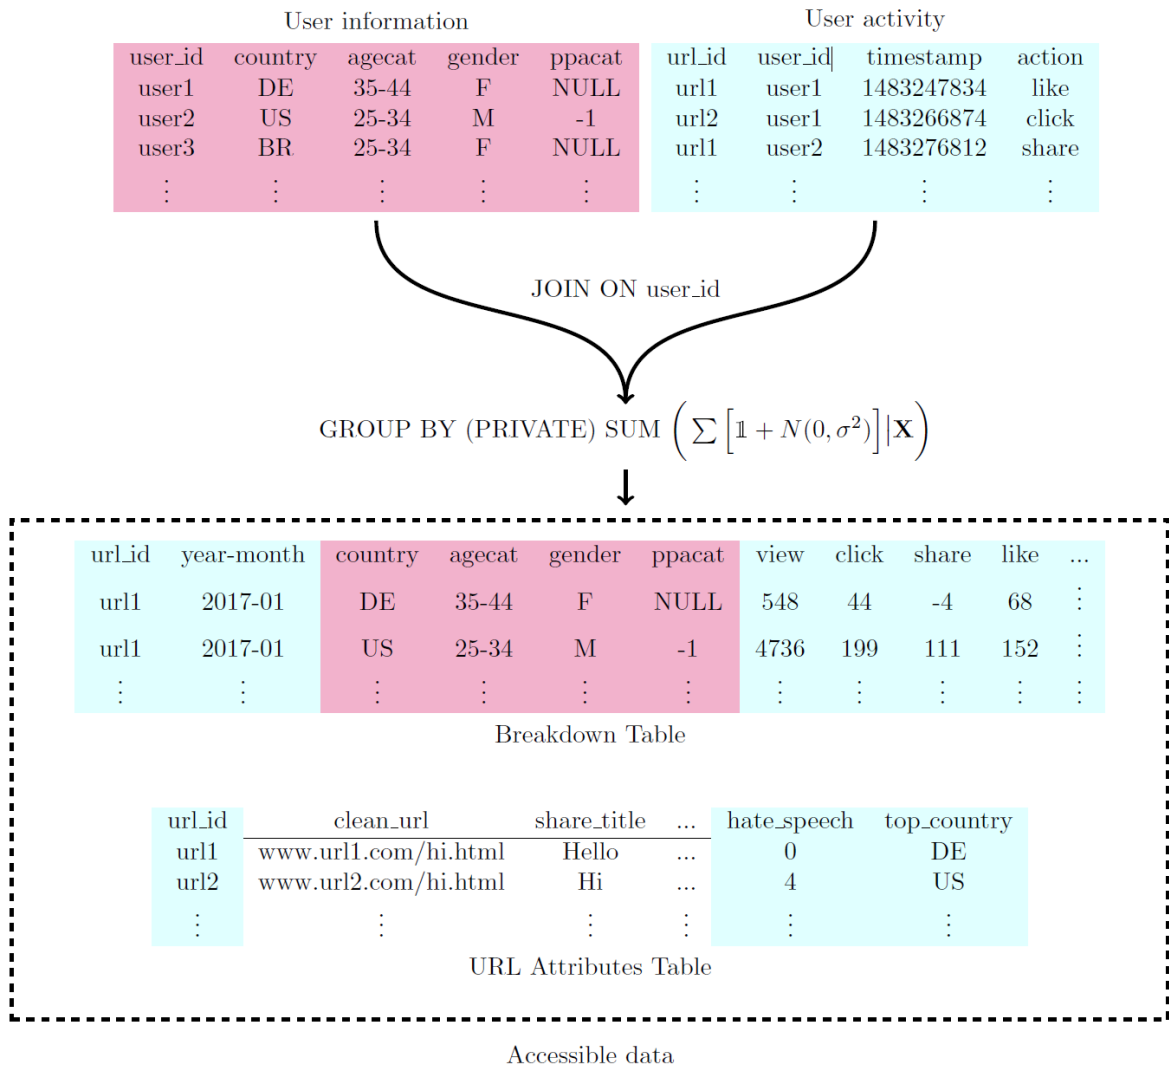 User information
User activity
user_id country agecat gender ppacat
user1 DE 35-44 F NULL
user2 US 25-34 M -1
user3 BR 25-34 F NULL
⋮ ⋮ ⋮ ⋮ ⋮
url_id user_id| timestamp action
url1 user1 1483247834 like
url2 user1 1483266874 click
url1 user2 1483276812 share
⋮ ⋮ ⋮ ⋮
JOIN ON user_id
GROUP BY (PRIVATE) SUM (∑ [𝟙 + N(0, σ²)] |X)
url_id year-month country agecat gender ppacat view click share like ...
url1 2017-01 DE 35-44 F NULL 548 44 -4 68 ⋮
url1 2017-01 US 25-34 M -1 4736 199 111 152 ⋮
⋮ ⋮ ⋮ ⋮ ⋮ ⋮ ⋮ ⋮ ⋮ ⋮ ⋮
Breakdown Table
url_id clean_url share_title ... hate_speech top_country
url1 www.url1.com/hi.html Hello ... 0 DE
url2 www.url2.com/hi.html Hi ... 4 US
⋮ ⋮ ⋮ ⋮ ⋮ ⋮
URL Attributes Table
Accessible data